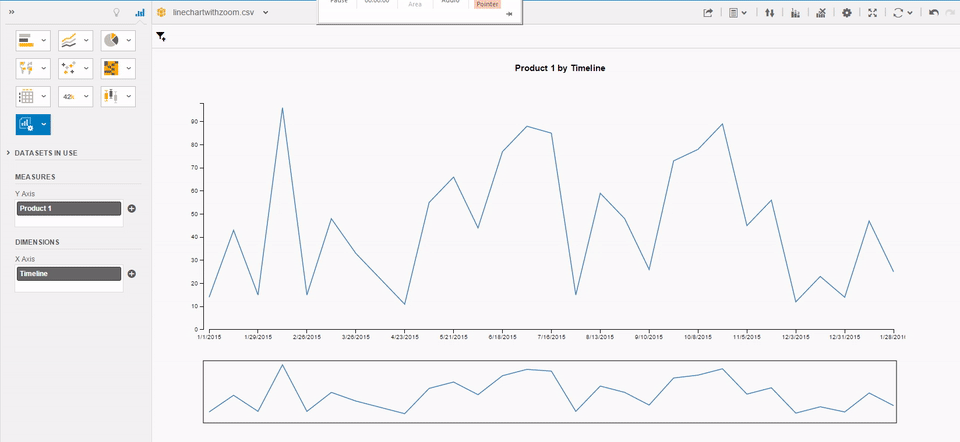 Pause 00:00:00 Area Audio Pointer
linechartwithzoom.csv
Product 1 by Timeline
42
DATASETS IN USE
MEASURES
Y Axis
Product 1
DIMENSIONS
X Axis
Timeline
90
80
70
60
50
40
30
20
10
0
1/1/2015 1/29/2015 2/26/2015 3/26/2015 4/23/2015 5/21/2015 6/18/2015 7/16/2015 8/13/2015 9/10/2015 10/8/2015 11/5/2015 12/3/2015 12/31/2015 1/28/201